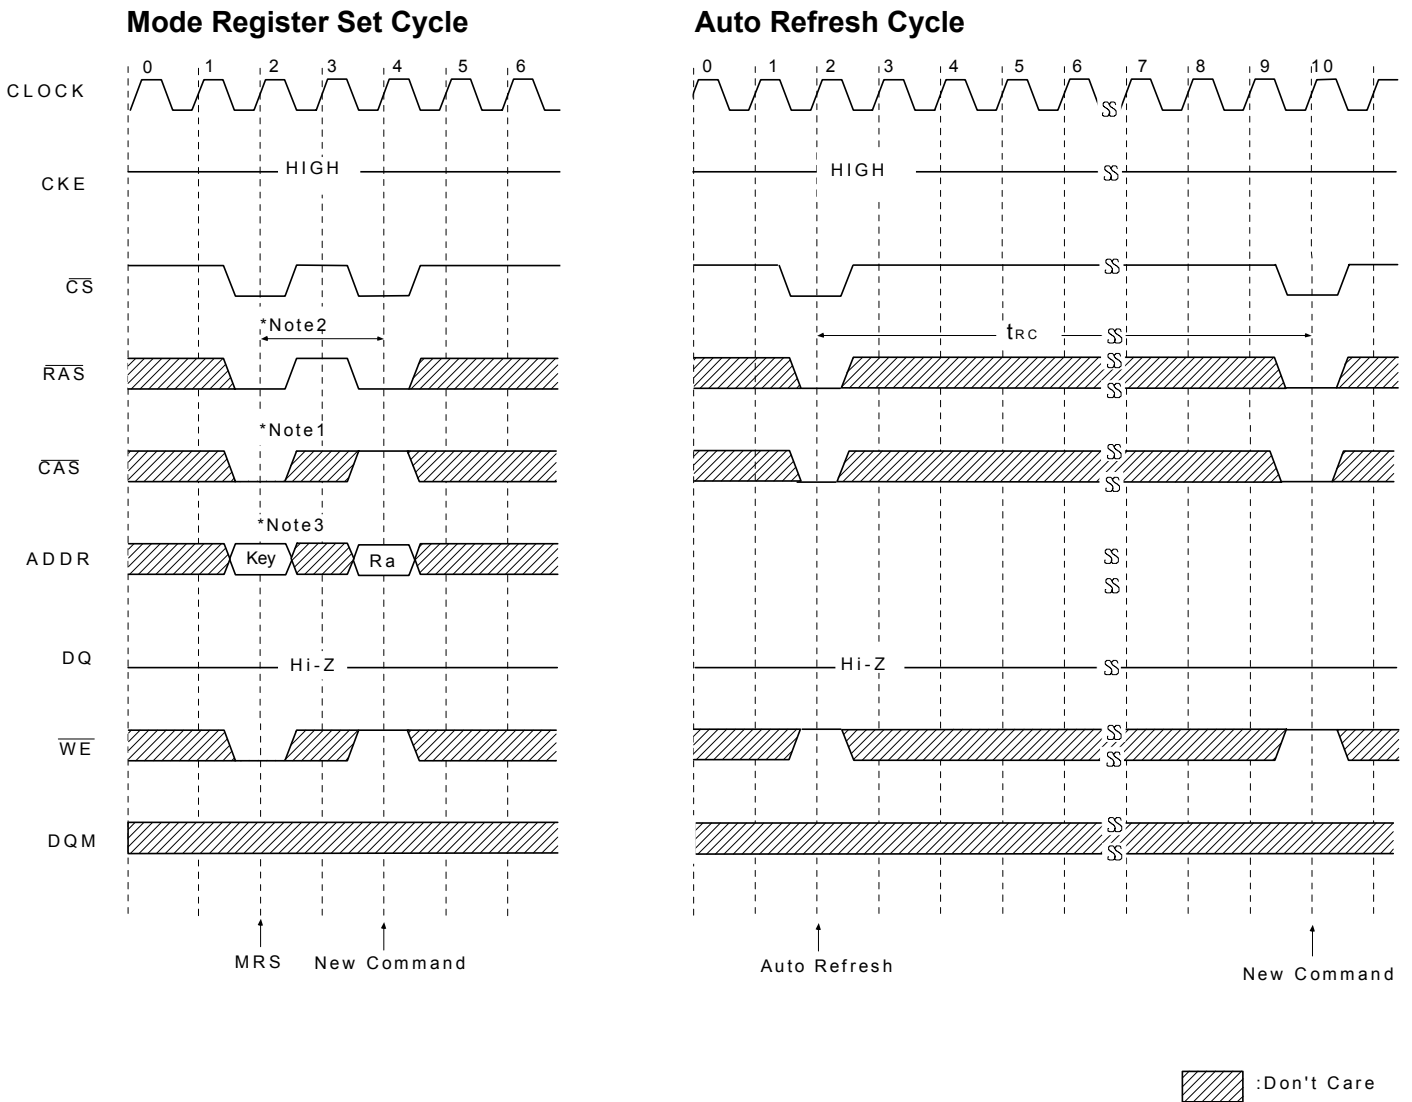 Mode Register Set Cycle
Auto Refresh Cycle
0 1 2 3 4 5 6
0 1 2 3 4 5 6 7 8 9 10
CLOCK
CKE
HIGH
HIGH
CS
*Note2
tRC
RAS
*Note1
CAS
*Note3
ADDR
Key
Ra
DQ
Hi-Z
Hi-Z
WE
DQM
MRS
New Command
Auto Refresh
New Command
:Don't Care